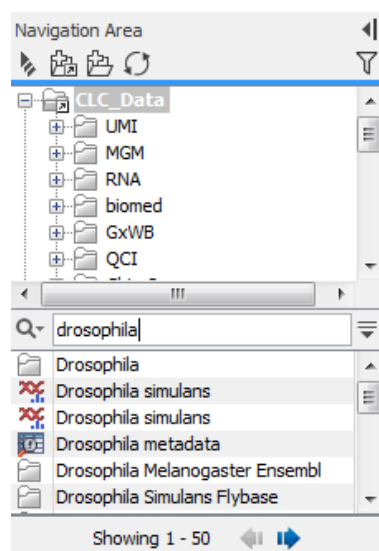 Navigation Area
CLC_Data
UMI
MGM
RNA
biomed
GxWB
QCI
drosophila
Drosophila
Drosophila simulans
Drosophila simulans
Drosophila metadata
Drosophila Melanogaster Ensembl
Drosophila Simulans Flybase
Showing 1 - 50